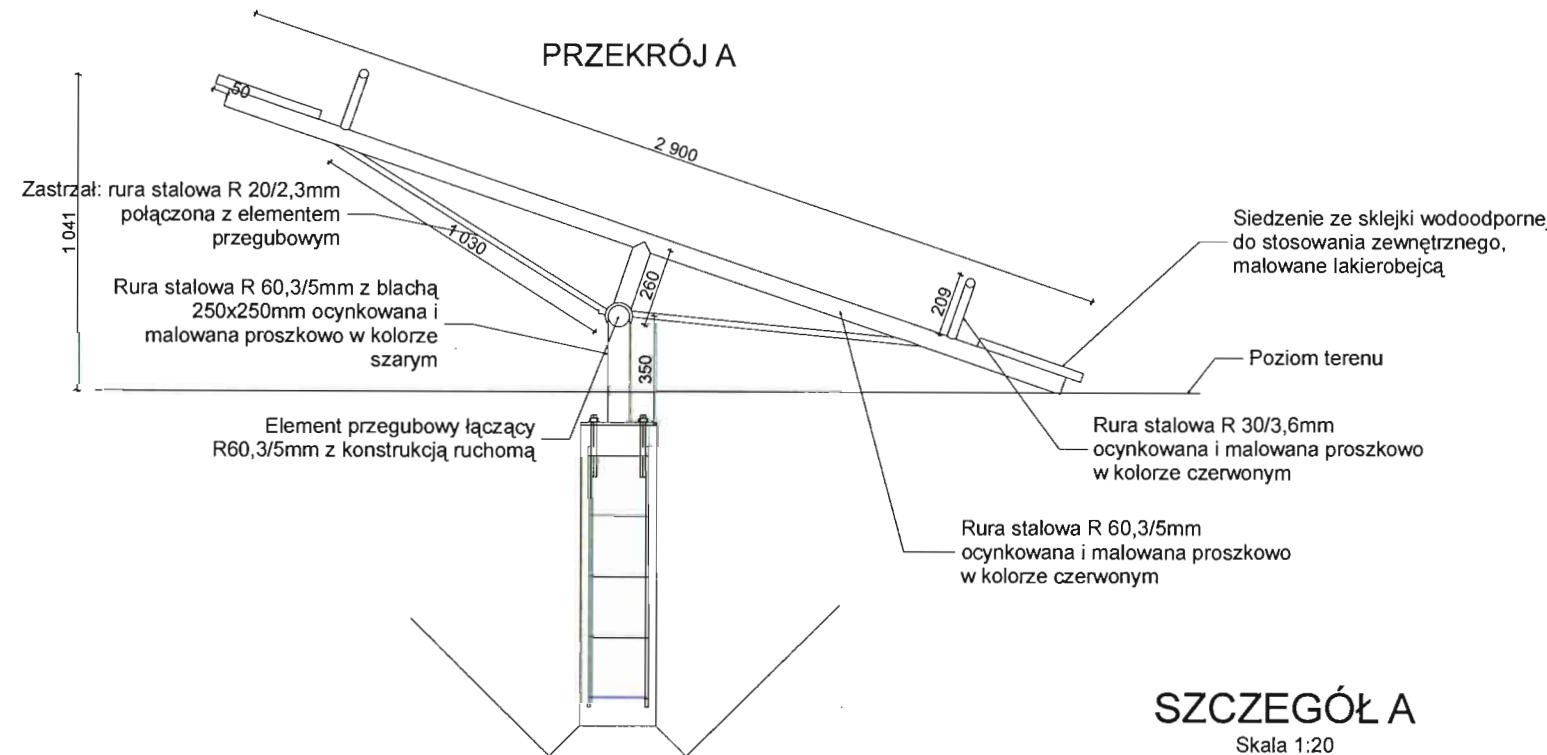 PRZEKRÓJ A
50
2 900
1 041
Zastrzał: rura stalowa R 20/2,3mm
połączona z elementem
przegubowym
1 030
Rura stalowa R 60,3/5mm z blachą
250x250mm ocynkowana i
malowana proszkowo w kolorze
szarym
260
350
209
Siedzenie ze sklejki wodoodporne
do stosowania zewnętrznego,
malowane lakierobejcą
Poziom terenu
Element przegubowy łączący
R60,3/5mm z konstrukcją ruchomą
Rura stalowa R 30/3,6mm
ocynkowana i malowana proszkowo
w kolorze czerwonym
Rura stalowa R 60,3/5mm
ocynkowana i malowana proszkowo
w kolorze czerwonym
SZCZEGÓŁ A
Skala 1:20